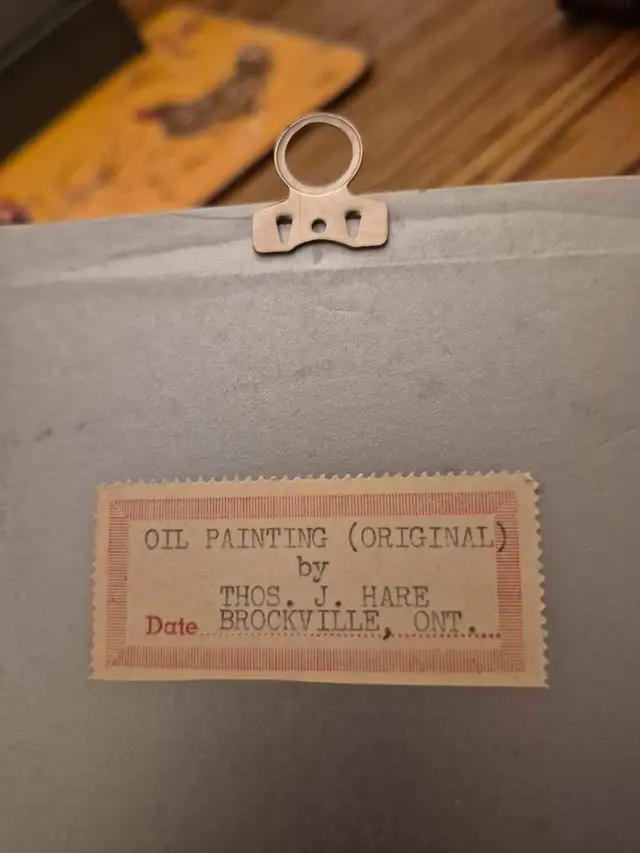 OIL PAINTING (ORIGINAL)
by
THOS. J. HARE
Date BROCKVILLE, ONT....